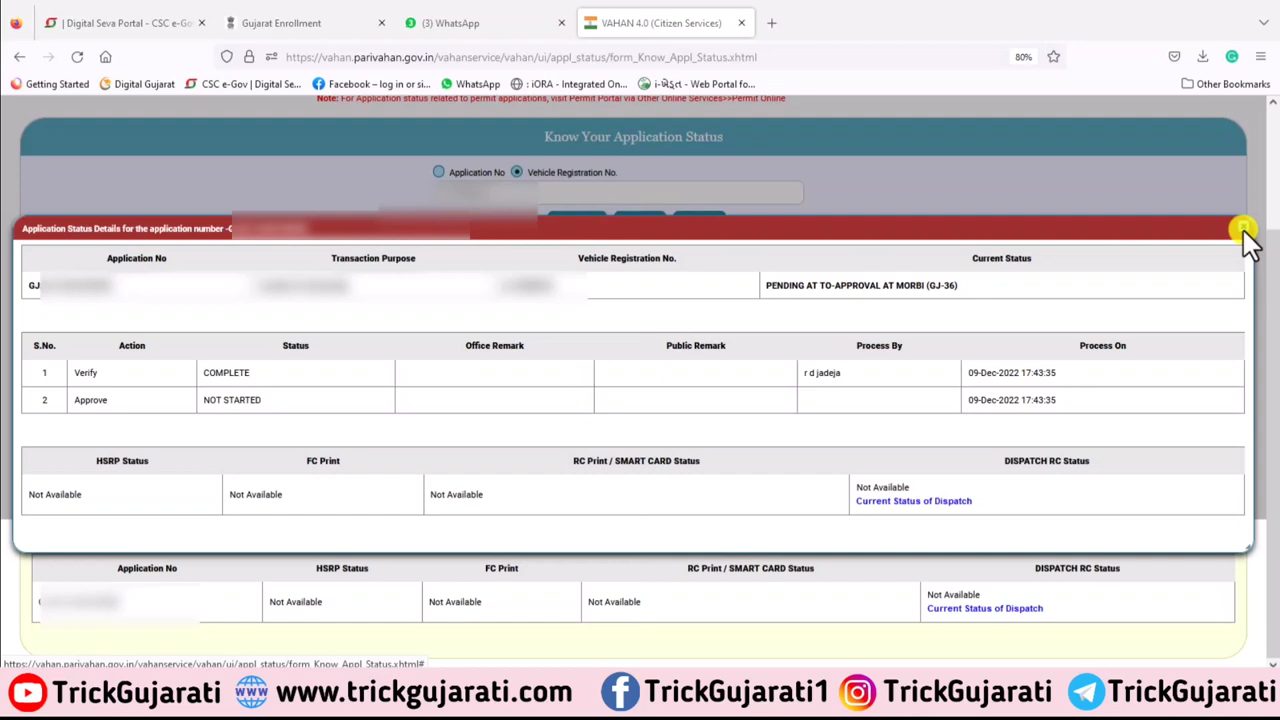 | Digital Seva Portal - CSC e-Gov Gujarat Enrollment (3) WhatsApp VAHAN 4.0 (Citizen Services)
https://vahan.parivahan.gov.in/vahanservice/vahan/ui/appl_status/form_Know_Appl_Status.xhtml 80%
Getting Started Digital Gujarat CSC e-Gov | Digital Se... Facebook – log in or si... WhatsApp : iORA - Integrated On... i-ખેડૂત - Web Portal fo... Other Bookmarks
Note: For Application status related to permit applications, visit Permit Portal via Other Online Services>>Permit Online
Know Your Application Status
Application No Vehicle Registration No.
Application Status Details for the application number -G
Application No Transaction Purpose Vehicle Registration No. Current Status
GJ PENDING AT TO-APPROVAL AT MORBI (GJ-36)
S.No. Action Status Office Remark Public Remark Process By Process On
1 Verify COMPLETE r d jadeja 09-Dec-2022 17:43:35
2 Approve NOT STARTED 09-Dec-2022 17:43:35
HSRP Status FC Print RC Print / SMART CARD Status DISPATCH RC Status
Not Available Not Available Not Available Not Available
Current Status of Dispatch
Application No HSRP Status FC Print RC Print / SMART CARD Status DISPATCH RC Status
Not Available Not Available Not Available Not Available
Current Status of Dispatch
https://vahan.parivahan.gov.in/vahanservice/vahan/ui/appl_status/form_Know_Appl_Status.xhtml#
TrickGujarati www.trickgujarati.com TrickGujarati1 TrickGujarati TrickGujarati